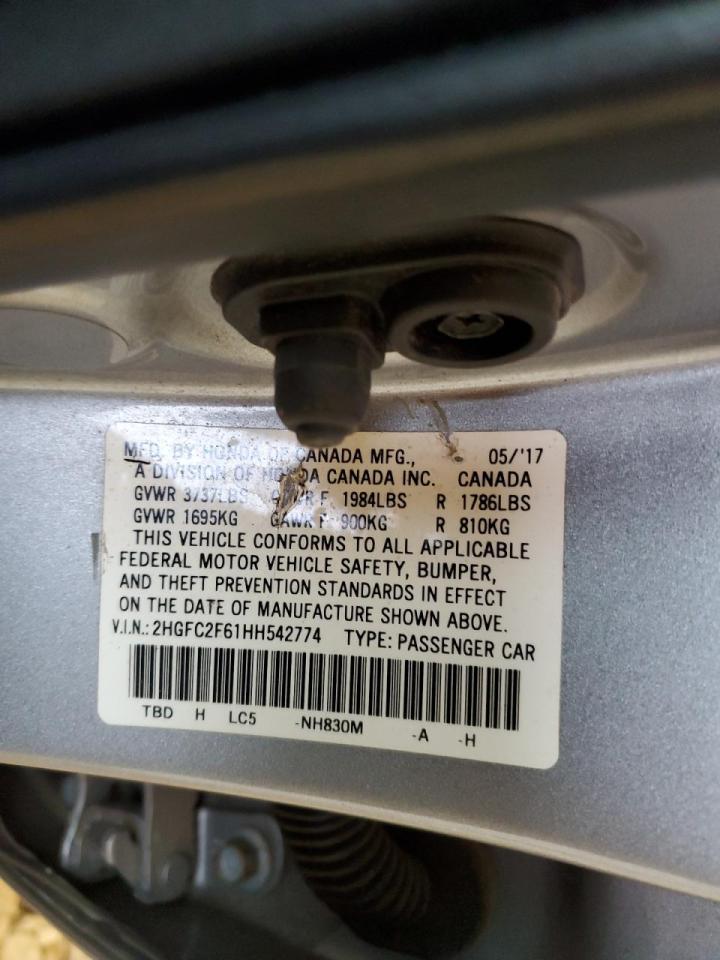 MFD. BY HONDA OF CANADA MFG., 05/'17
A DIVISION OF HONDA CANADA INC. CANADA
GVWR 3737LBS GAWR F 1984LBS R 1786LBS
GVWR 1695KG GAWR F 900KG R 810KG
THIS VEHICLE CONFORMS TO ALL APPLICABLE
FEDERAL MOTOR VEHICLE SAFETY, BUMPER,
AND THEFT PREVENTION STANDARDS IN EFFECT
ON THE DATE OF MANUFACTURE SHOWN ABOVE.
V.I.N.: 2HGFC2F61HH542774 TYPE: PASSENGER CAR
TBD H LC5 -NH830M -A -H